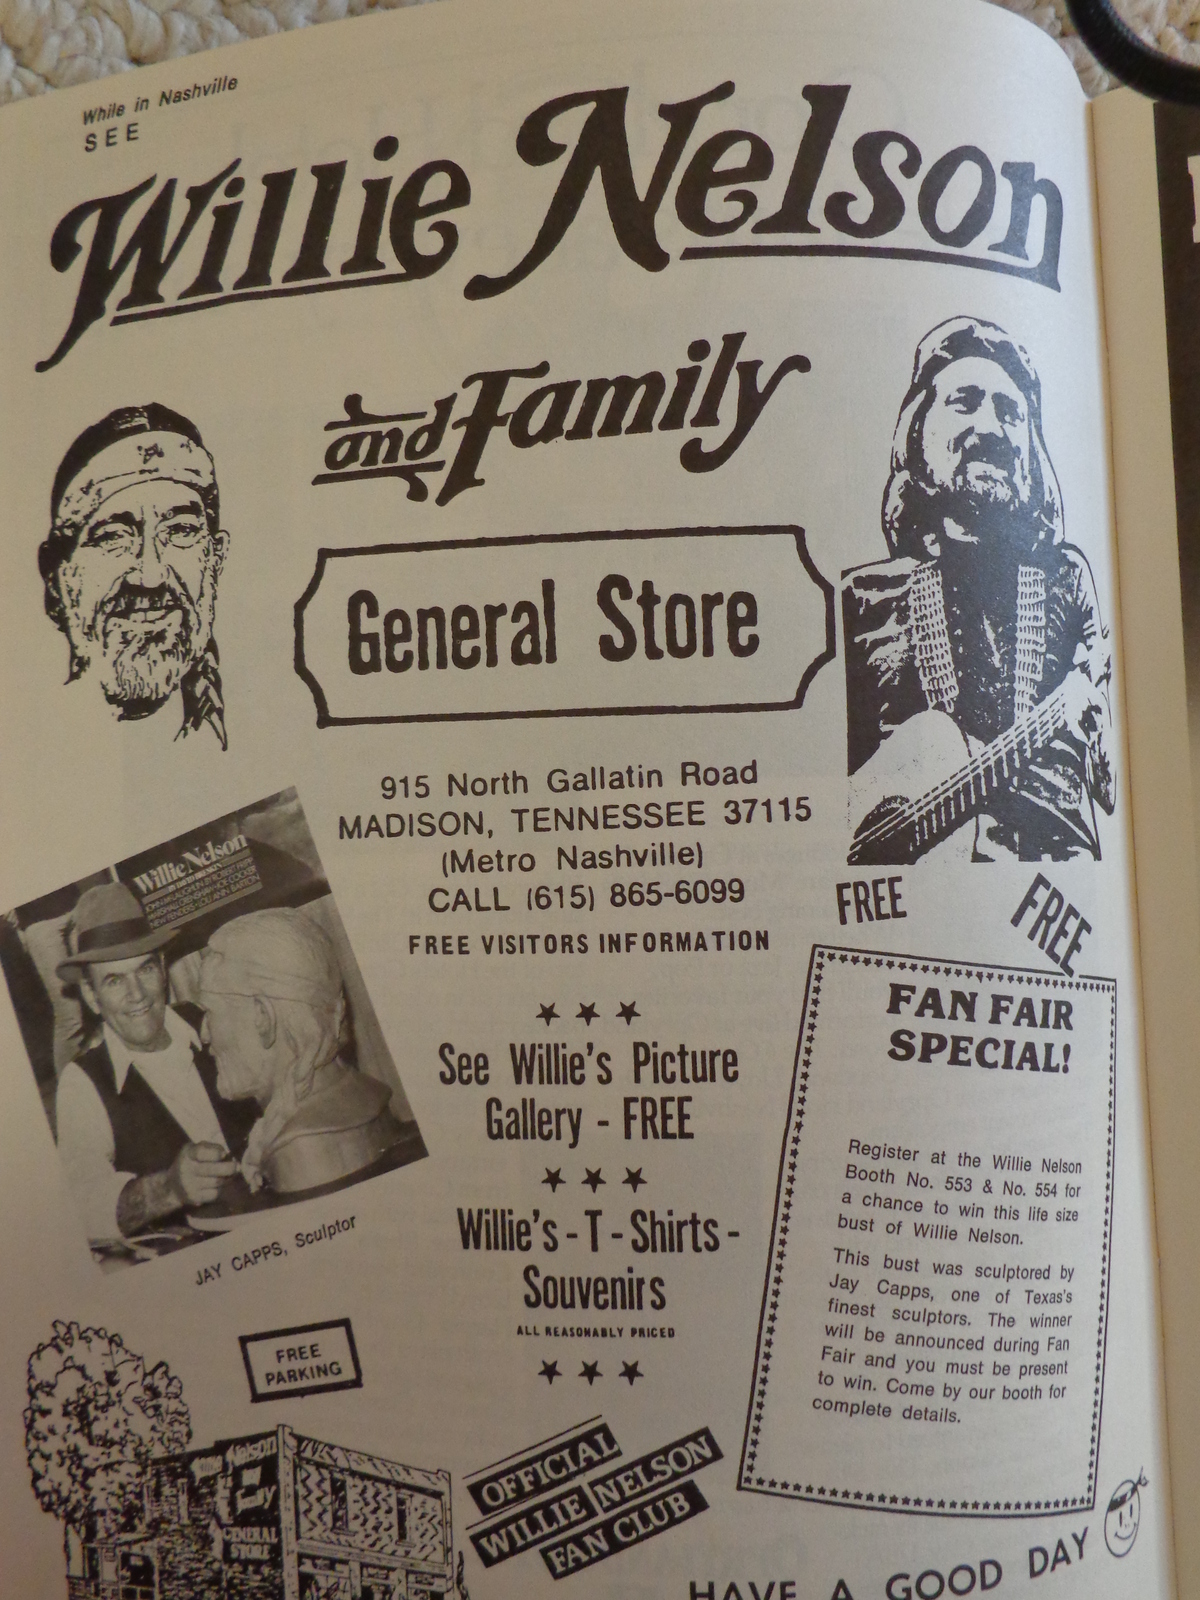 While in Nashville
SEE
Willie Nelson
and Family
General Store
915 North Gallatin Road
MADISON, TENNESSEE 37115
(Metro Nashville)
CALL (615) 865-6099
FREE VISITORS INFORMATION
See Willie's Picture
Gallery - FREE
Willie's - T - Shirts -
Souvenirs
ALL REASONABLY PRICED
Willie Nelson
JAY CAPPS, Sculptor
FREE
PARKING
Willie Nelson
and
Family
GENERAL
STORE
OFFICIAL
WILLIE NELSON
FAN CLUB
FREE
FREE
FAN FAIR
SPECIAL!
Register at the Willie Nelson
Booth No. 553 & No. 554 for
a chance to win this life size
bust of Willie Nelson.
This bust was sculptored by
Jay Capps, one of Texas's
finest sculptors. The winner
will be announced during Fan
Fair and you must be present
to win. Come by our booth for
complete details.
HAVE A GOOD DAY